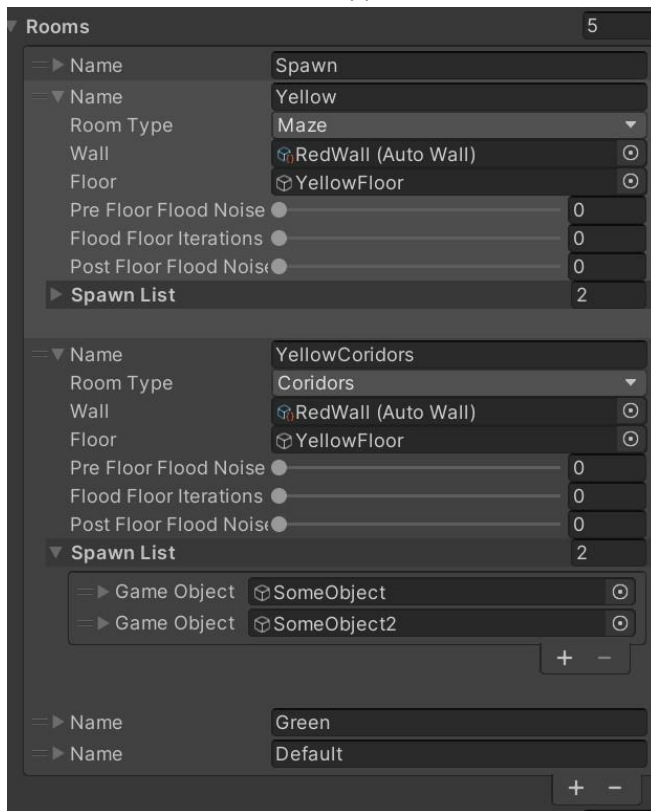 Rooms 5
Name Spawn
Name Yellow
Room Type Maze
Wall RedWall (Auto Wall)
Floor YellowFloor
Pre Floor Flood Noise 0
Flood Floor Iterations 0
Post Floor Flood Nois 0
Spawn List 2
Name YellowCoridors
Room Type Coridors
Wall RedWall (Auto Wall)
Floor YellowFloor
Pre Floor Flood Noise 0
Flood Floor Iterations 0
Post Floor Flood Nois 0
Spawn List 2
Game Object SomeObject
Game Object SomeObject2
+ −
Name Green
Name Default
+ −